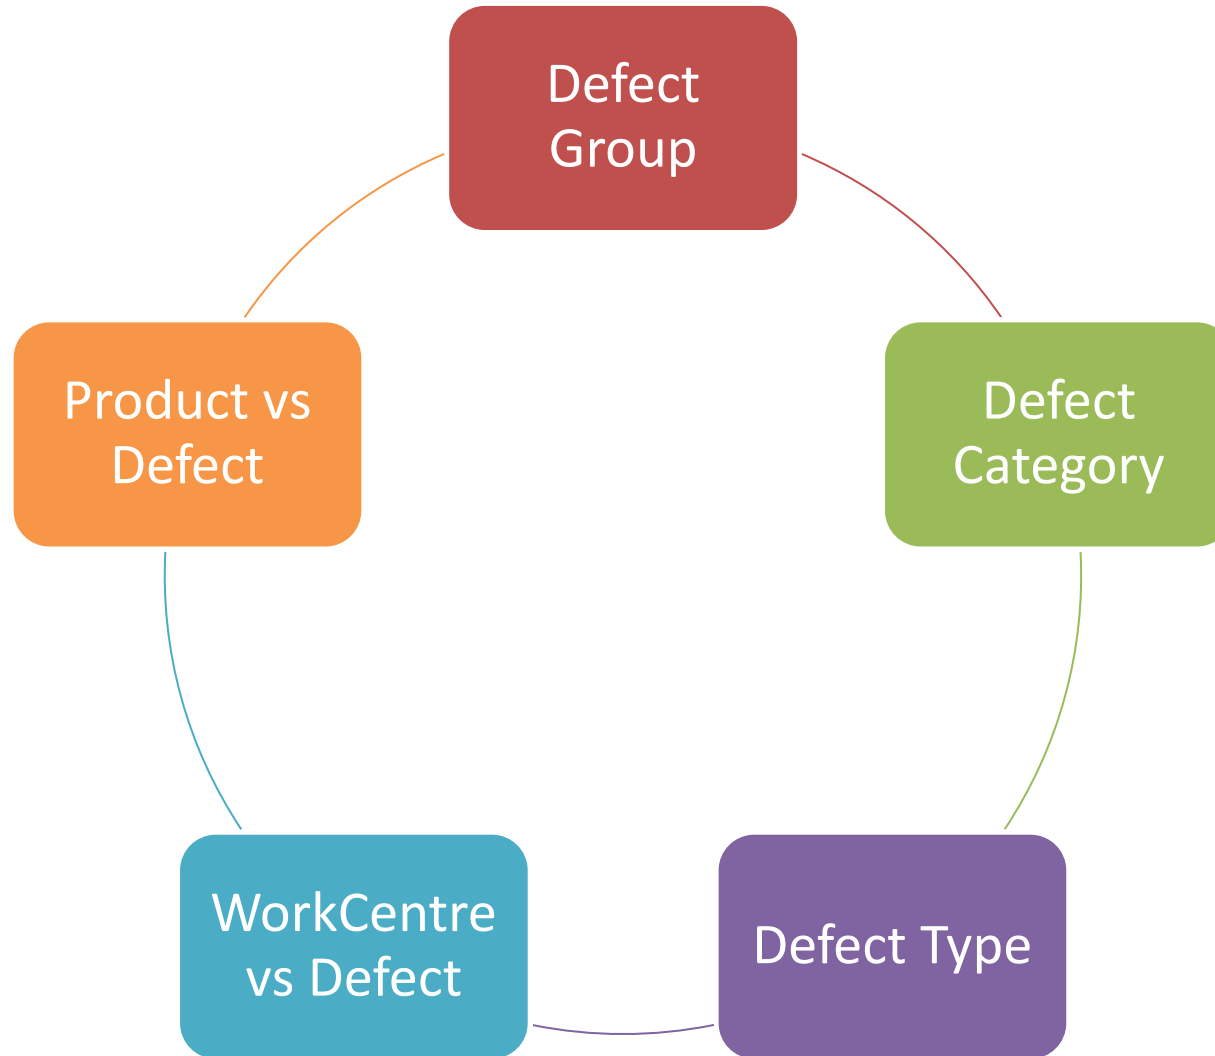 Defect
Group
Defect
Category
Defect Type
WorkCentre
vs Defect
Product vs
Defect